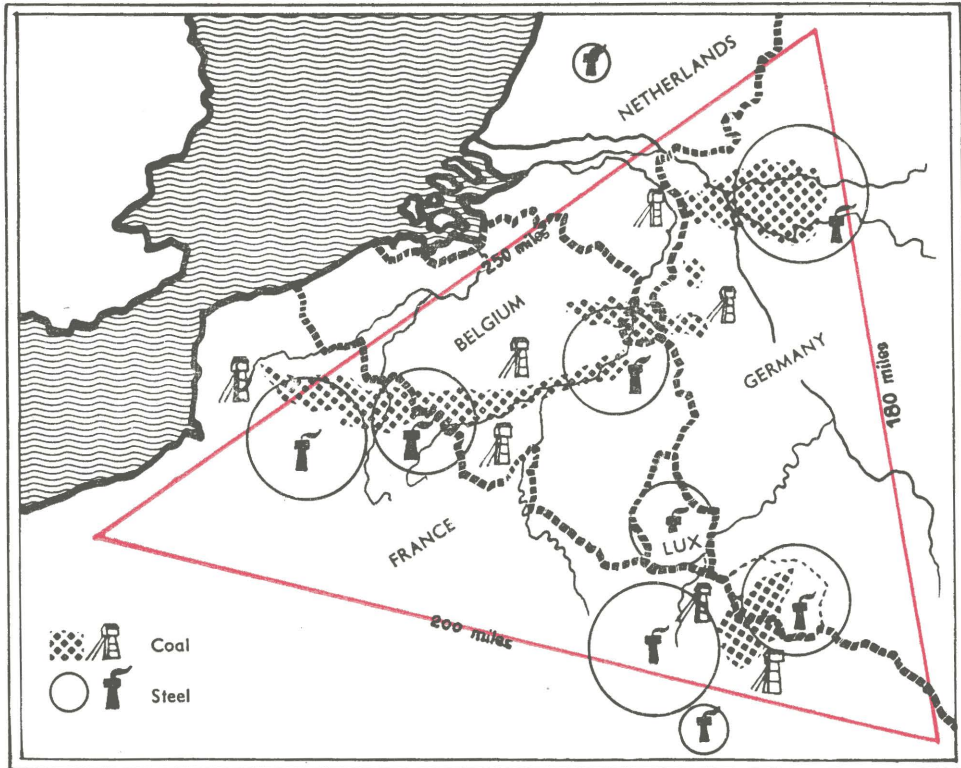 NETHERLANDS
250 miles
BELGIUM
GERMANY
180 miles
FRANCE
LUX
200 miles
Coal
Steel